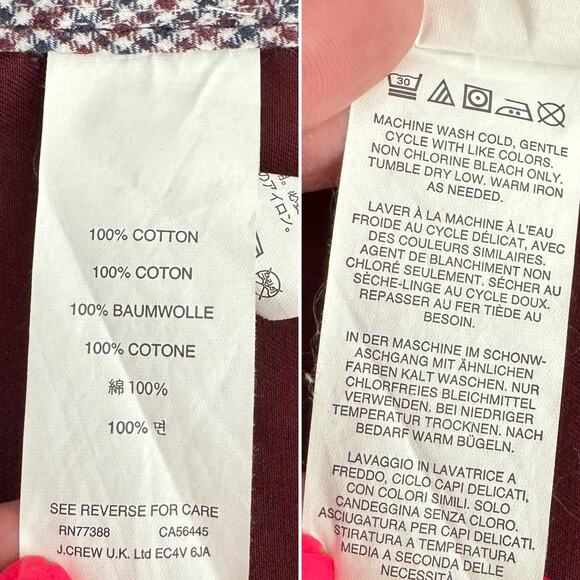 100% COTTON
100% COTON
100% BAUMWOLLE
100% COTONE
綿 100%
100% 면
SEE REVERSE FOR CARE
RN77388 CA56445
J.CREW U.K. Ltd EC4V 6JA
のアイロン。
30
MACHINE WASH COLD, GENTLE
CYCLE WITH LIKE COLORS.
NON CHLORINE BLEACH ONLY.
TUMBLE DRY LOW. WARM IRON
AS NEEDED.
LAVER À LA MACHINE À L'EAU
FROIDE AU CYCLE DÉLICAT, AVEC
DES COULEURS SIMILAIRES.
AGENT DE BLANCHIMENT NON
CHLORÉ SEULEMENT. SÉCHER AU
SÈCHE-LINGE AU CYCLE DOUX.
REPASSER AU FER TIÈDE AU
BESOIN.
IN DER MASCHINE IM SCHONW-
ASCHGANG MIT ÄHNLICHEN
FARBEN KALT WASCHEN. NUR
CHLORFREIES BLEICHMITTEL
VERWENDEN. BEI NIEDRIGER
TEMPERATUR TROCKNEN. NACH
BEDARF WARM BÜGELN.
LAVAGGIO IN LAVATRICE A
FREDDO, CICLO CAPI DELICATI,
CON COLORI SIMILI. SOLO
CANDEGGINA SENZA CLORO.
ASCIUGATURA PER CAPI DELICATI.
STIRATURA A TEMPERATURA
MEDIA A SECONDA DELLE
NECESSITÀ